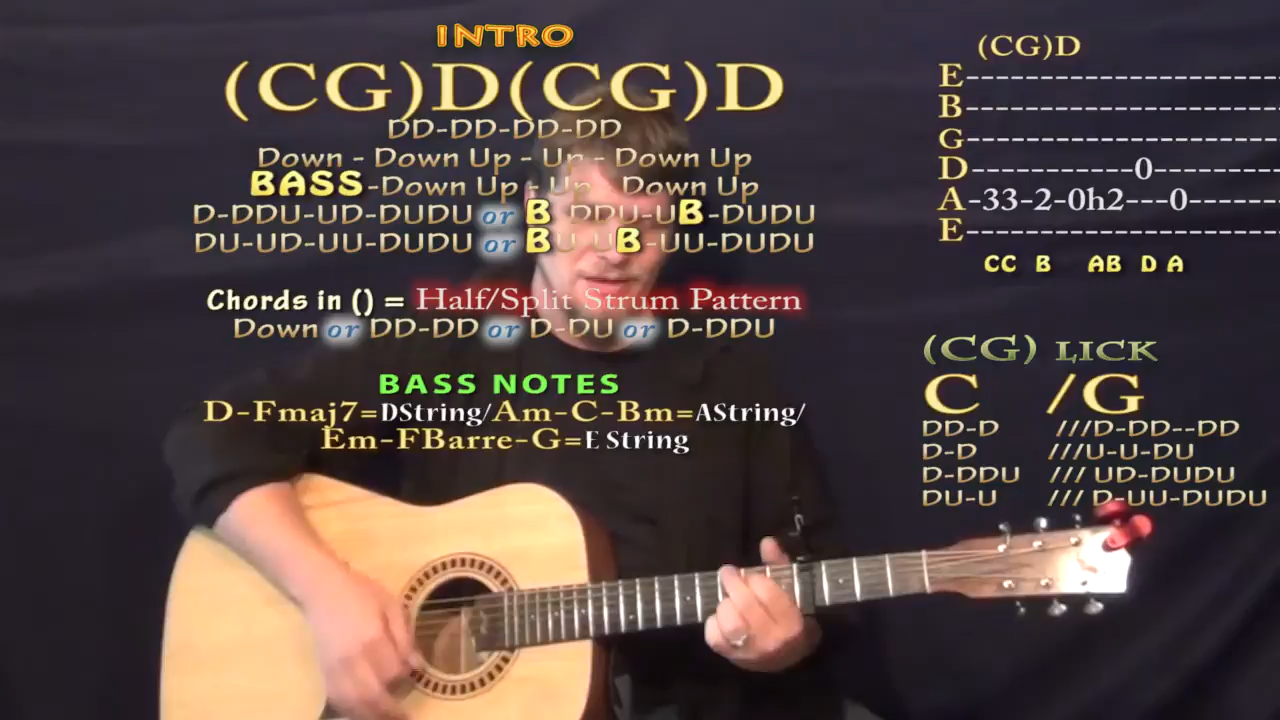 INTRO
(CG)D(CG)D
DD-DD-DD-DD
Down - Down Up - Up - Down Up
BASS-Down Up - Up Down Up
D-DDU-UD-DUDU or B DDU-UB-DUDU
DU-UD-UU-DUDU or BU UB-UU-DUDU
Chords in () = Half/Split Strum Pattern
Down or DD-DD or D-DU or D-DDU
BASS NOTES
D-Fmaj7=DString/Am-C-Bm=AString/
Em-FBarre-G=E String
(CG)D
E-----------------------
B-----------------------
G-----------------------
D------------0---------
A-33-2-0h2---0---------
E-----------------------
CC B AB D A
(CG) LICK
C /G
DD-D ///D-DD--DD
D-D ///U-U-DU
D-DDU /// UD-DUDU
DU-U /// D-UU-DUDU